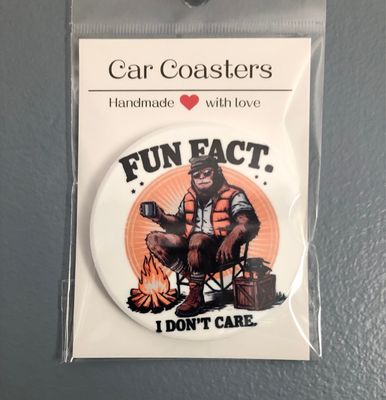 Car Coasters
Handmade ❤ with love
FUN FACT.
I DON'T CARE.